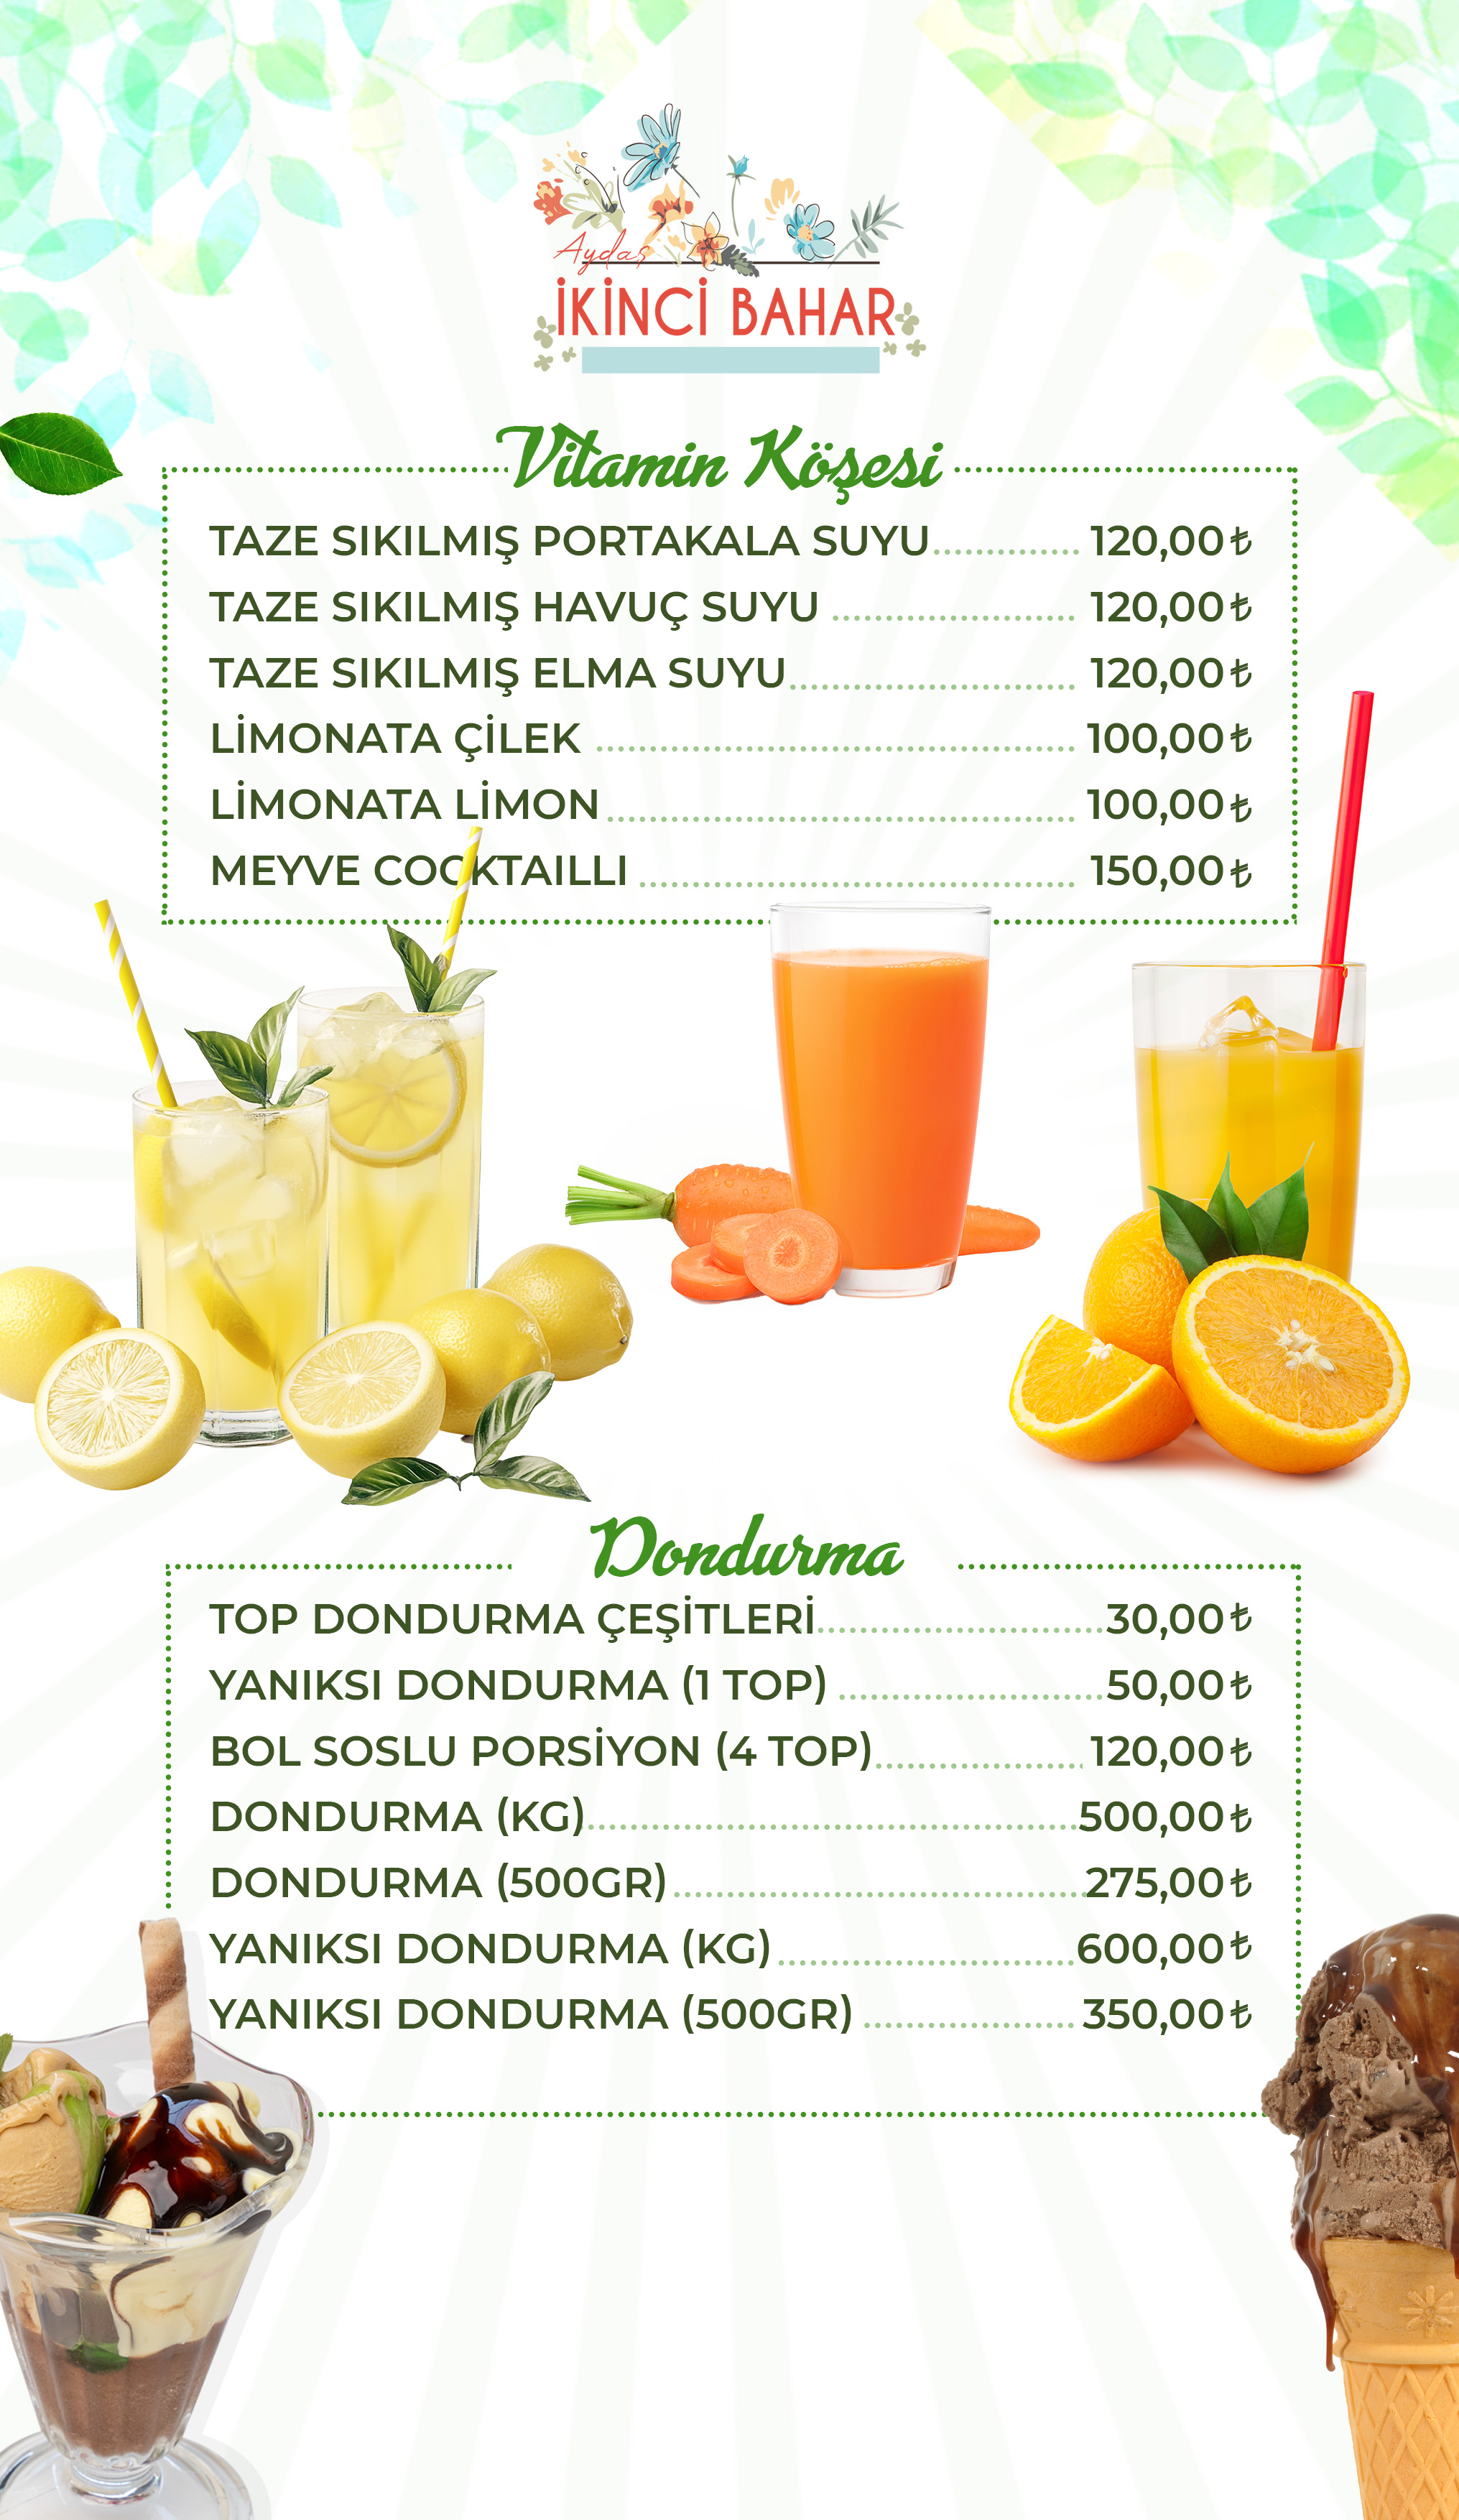 Aydaş
İKİNCİ BAHAR
Vitamin Köşesi
TAZE SIKILMIŞ PORTAKALA SUYU 120,00₺
TAZE SIKILMIŞ HAVUÇ SUYU 120,00₺
TAZE SIKILMIŞ ELMA SUYU 120,00₺
LİMONATA ÇİLEK 100,00₺
LİMONATA LİMON 100,00₺
MEYVE COCKTAILLI 150,00₺
Dondurma
TOP DONDURMA ÇEŞİTLERİ 30,00₺
YANIKSI DONDURMA (1 TOP) 50,00₺
BOL SOSLU PORSİYON (4 TOP) 120,00₺
DONDURMA (KG) 500,00₺
DONDURMA (500GR) 275,00₺
YANIKSI DONDURMA (KG) 600,00₺
YANIKSI DONDURMA (500GR) 350,00₺